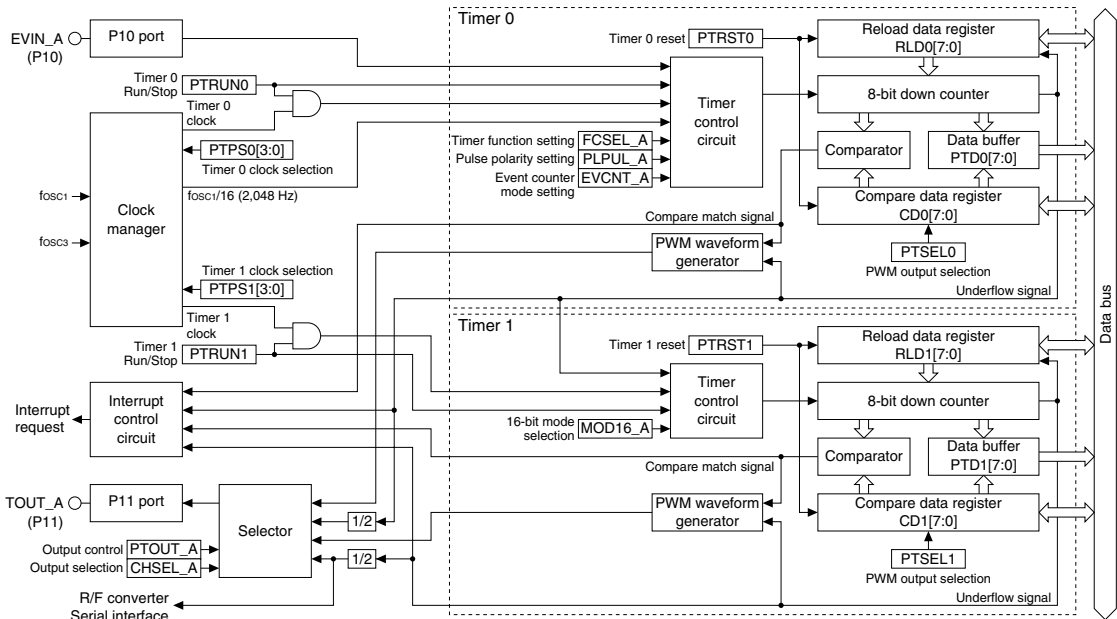 Timer 0
EVIN_A
(P10)
P10 port
Timer 0 reset
PTRST0
Reload data register
RLD0[7:0]
Timer 0
Run/Stop
PTRUN0
Timer 0
clock
8-bit down counter
Timer
control
circuit
PTPS0[3:0]
Timer 0 clock selection
Timer function setting
FCSEL_A
Pulse polarity setting
PLPUL_A
Event counter
mode setting
EVCNT_A
Comparator
Data buffer
PTD0[7:0]
fOSC1
fOSC3
Clock
manager
fOSC1/16 (2,048 Hz)
Compare data register
CD0[7:0]
Compare match signal
PWM waveform
generator
PTSEL0
PWM output selection
Underflow signal
Data bus
Timer 1 clock selection
PTPS1[3:0]
Timer 1
clock
Timer 1
Run/Stop
PTRUN1
Timer 1
Timer 1 reset
PTRST1
Reload data register
RLD1[7:0]
Timer
control
circuit
8-bit down counter
16-bit mode
selection
MOD16_A
Interrupt
request
Interrupt
control
circuit
Comparator
Data buffer
PTD1[7:0]
Compare match signal
TOUT_A
(P11)
P11 port
Selector
1/2
1/2
PWM waveform
generator
Compare data register
CD1[7:0]
Output control
PTOUT_A
Output selection
CHSEL_A
PTSEL1
PWM output selection
Underflow signal
R/F converter
Serial interface